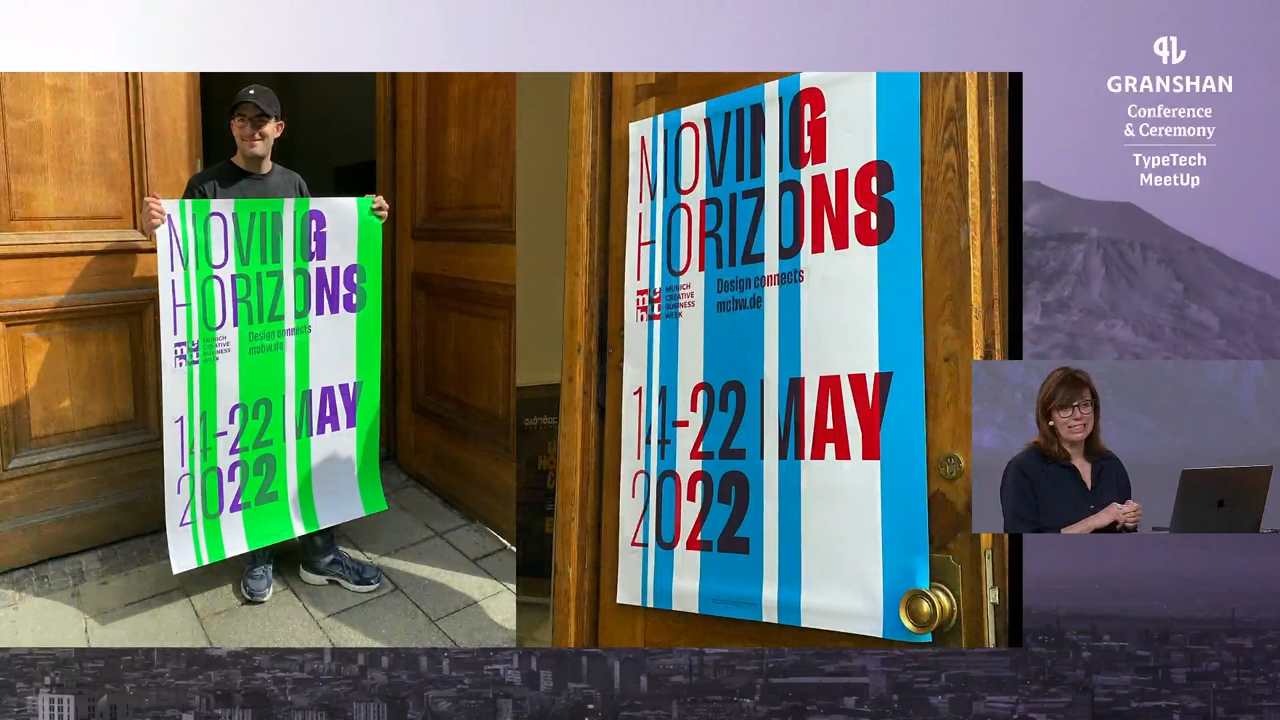 MOVING
HORIZONS
MUNICH
CREATIVE
BUSINESS
WEEK
Design connects
mcbw.de
14–22 MAY
2022
MOVING
HORIZONS
MUNICH
CREATIVE
BUSINESS
WEEK
Design connects
mcbw.de
14–22 MAY
2022
GRANSHAN
Conference
& Ceremony
TypeTech
MeetUp